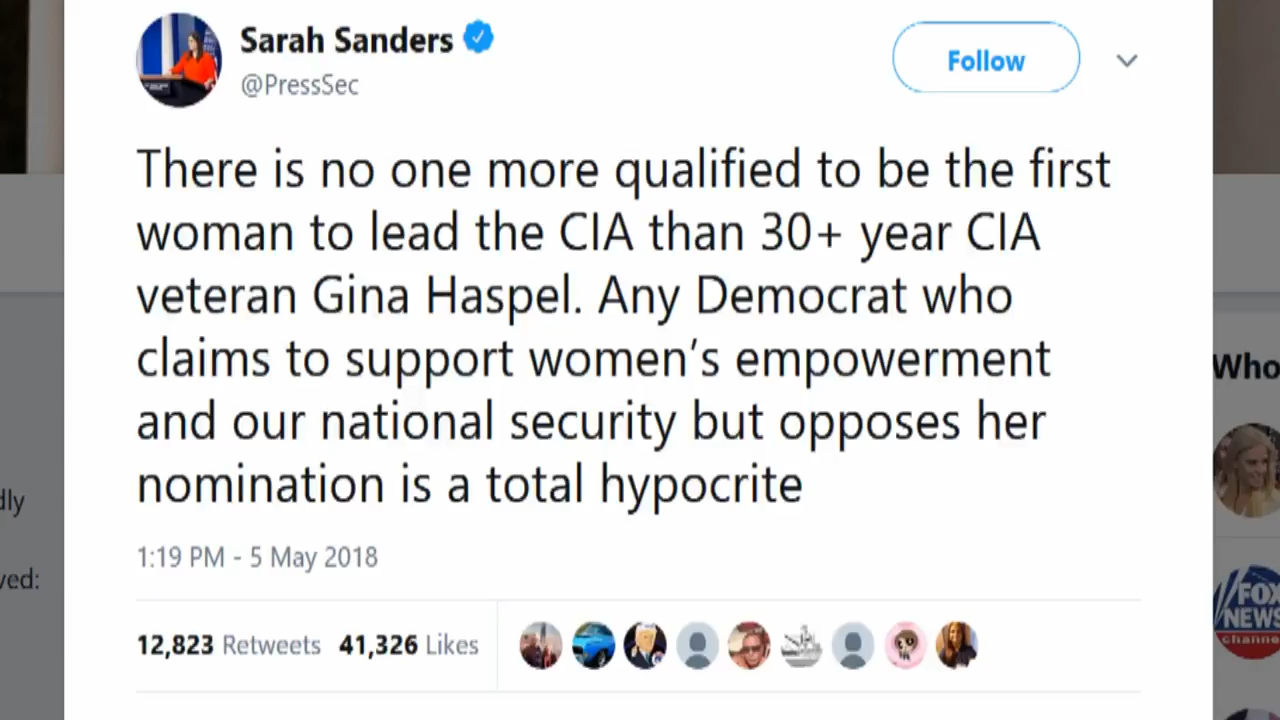 Sarah Sanders
@PressSec
Follow
There is no one more qualified to be the first
woman to lead the CIA than 30+ year CIA
veteran Gina Haspel. Any Democrat who
claims to support women's empowerment
and our national security but opposes her
nomination is a total hypocrite
1:19 PM - 5 May 2018
12,823 Retweets 41,326 Likes
dly
ved:
Who
FOX
NEWS
channe